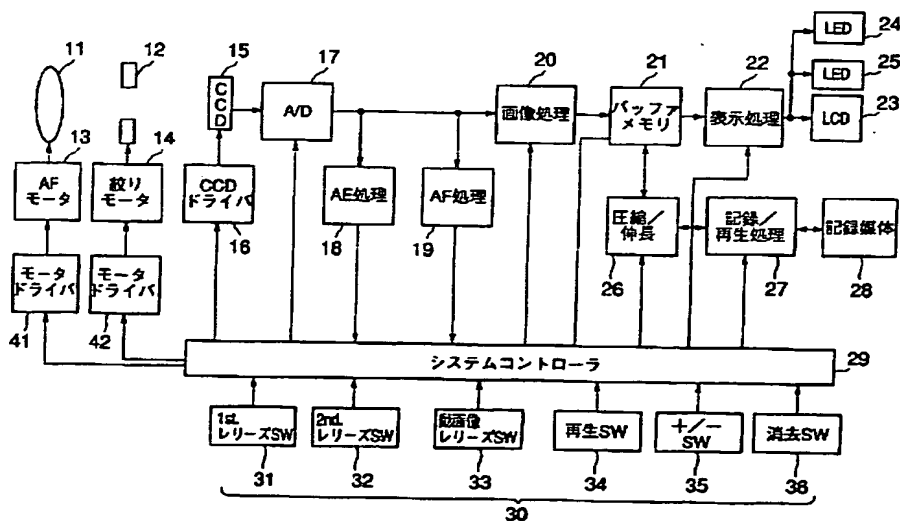 24
LED
11
12
15
17
20
21
22
LED
25
CCD
A/D
画像処理
バッファ
メモリ
表示処理
LCD
23
13
14
AF
モータ
絞り
モータ
CCD
ドライバ
16
AE処理
18
AF処理
19
圧縮/
伸長
26
記録/
再生処理
27
記録媒体
28
モータ
ドライバ
41
モータ
ドライバ
42
システムコントローラ
29
1st.
レリーズSW
31
2nd.
レリーズSW
32
動画像
レリーズSW
33
再生SW
34
+/-
SW
35
消去SW
36
30